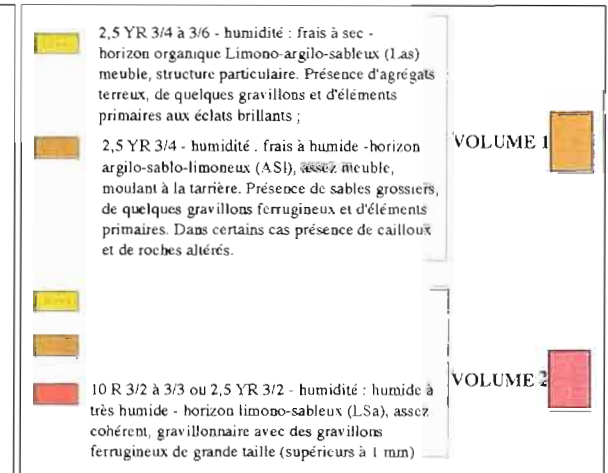 2,5 YR 3/4 à 3/6 - humidité : frais à sec -
horizon organique Limono-argilo-sableux (Las)
meuble, structure particulaire. Présence d'agrégats
terreux, de quelques gravillons et d'éléments
primaires aux éclats brillants ;
2,5 YR 3/4 - humidité . frais à humide -horizon
argilo-sablo-limoneux (ASl), assez meuble,
moulant à la tarrière. Présence de sables grossiers,
de quelques gravillons ferrugineux et d'éléments
primaires. Dans certains cas présence de cailloux
et de roches altérés.
VOLUME 1
10 R 3/2 à 3/3 ou 2,5 YR 3/2 - humidité : humide à
très humide - horizon limono-sableux (LSa), assez
cohérent, gravillonnaire avec des gravillons
ferrugineux de grande taille (supérieurs à 1 mm)
VOLUME 2